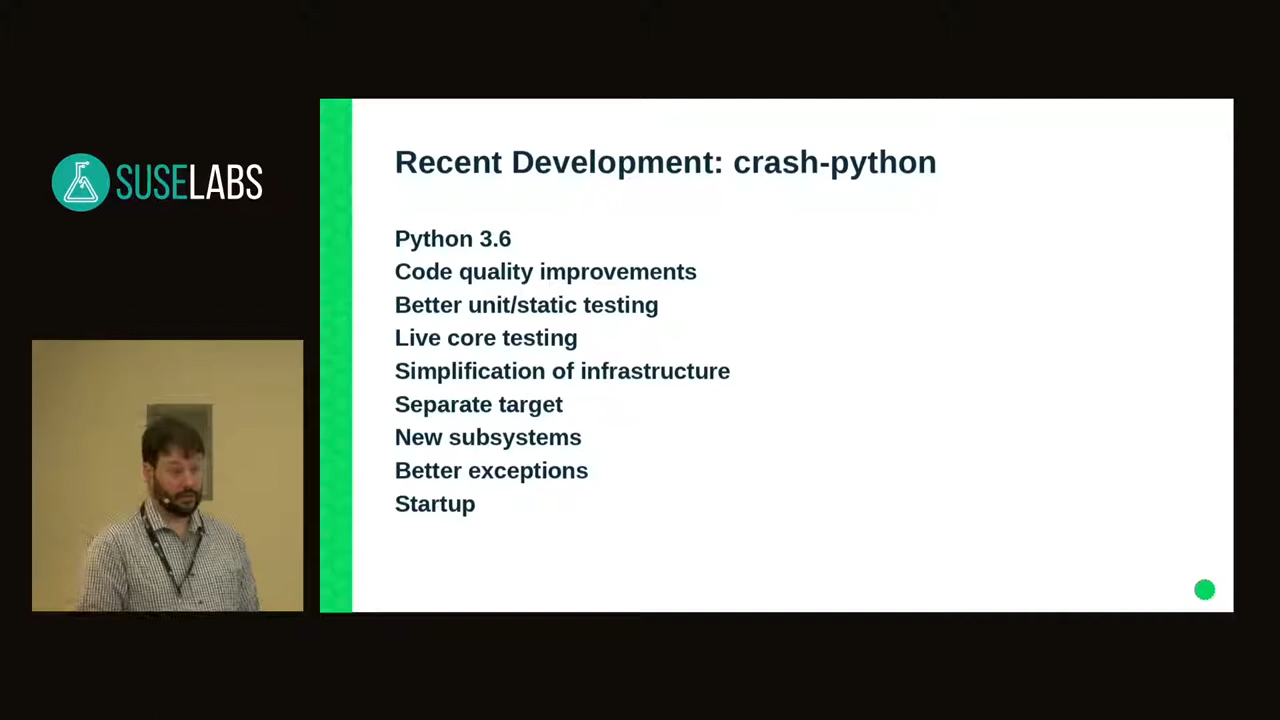 SUSELABS
Recent Development: crash-python
Python 3.6
Code quality improvements
Better unit/static testing
Live core testing
Simplification of infrastructure
Separate target
New subsystems
Better exceptions
Startup